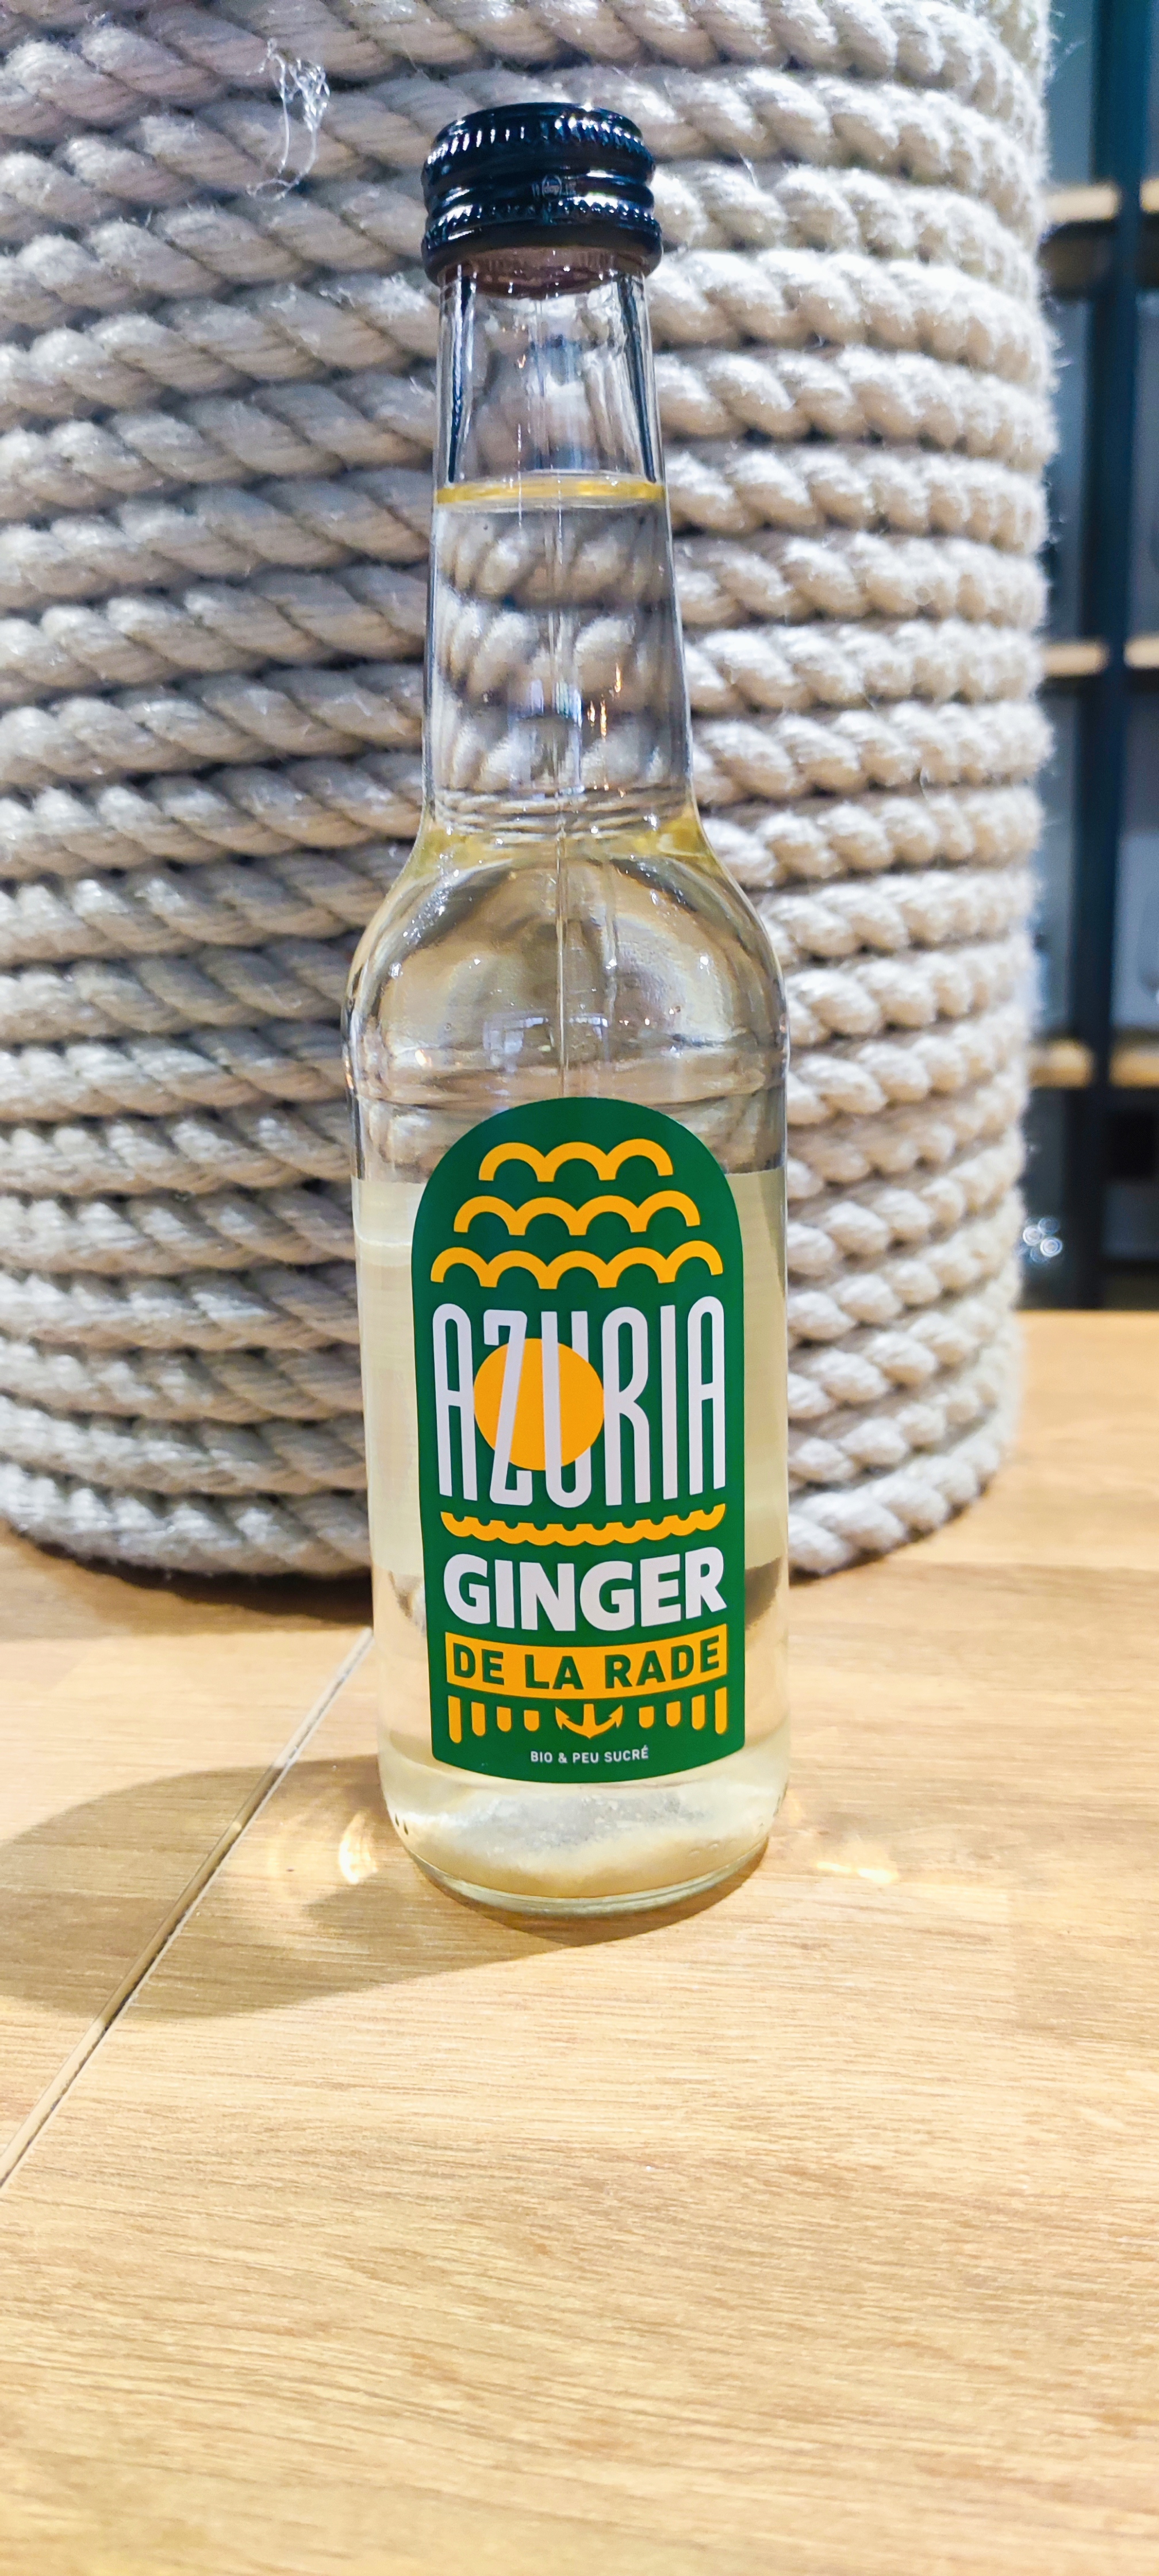 AZURIA
GINGER
DE LA RADE
BIO & PEU SUCRÉ